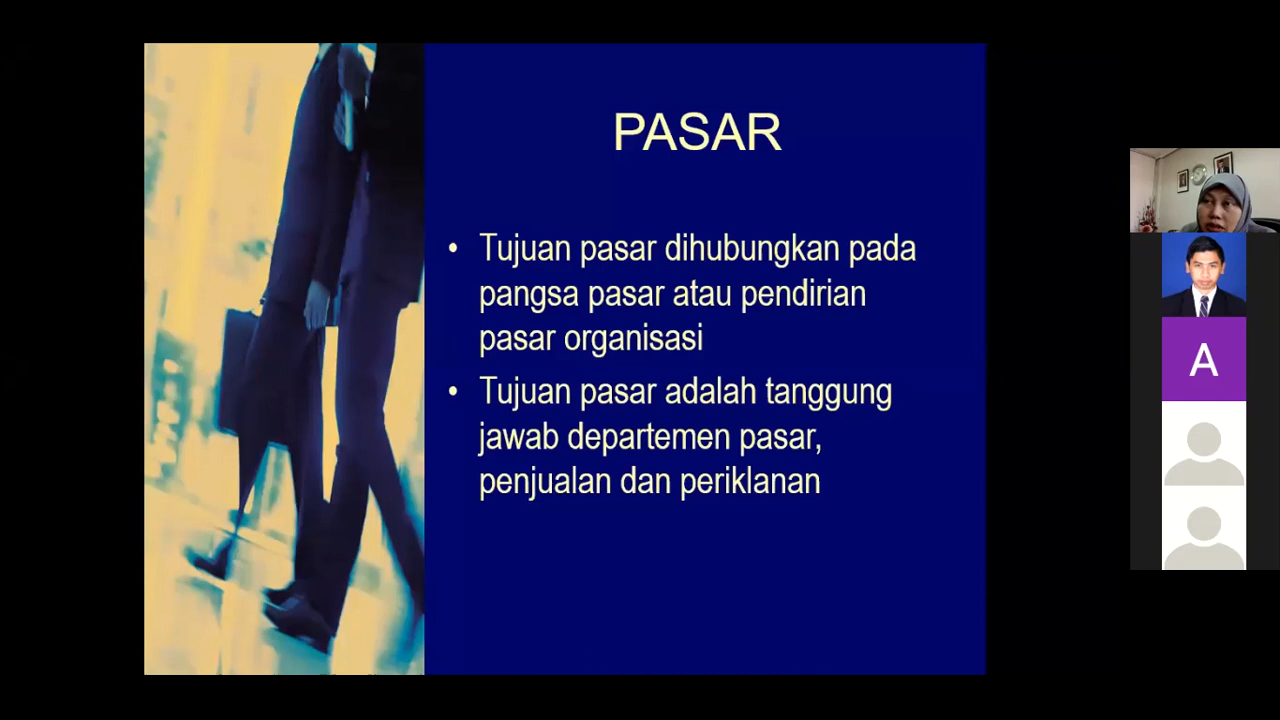 PASAR
• Tujuan pasar dihubungkan pada
pangsa pasar atau pendirian
pasar organisasi
• Tujuan pasar adalah tanggung
jawab departemen pasar,
penjualan dan periklanan
A